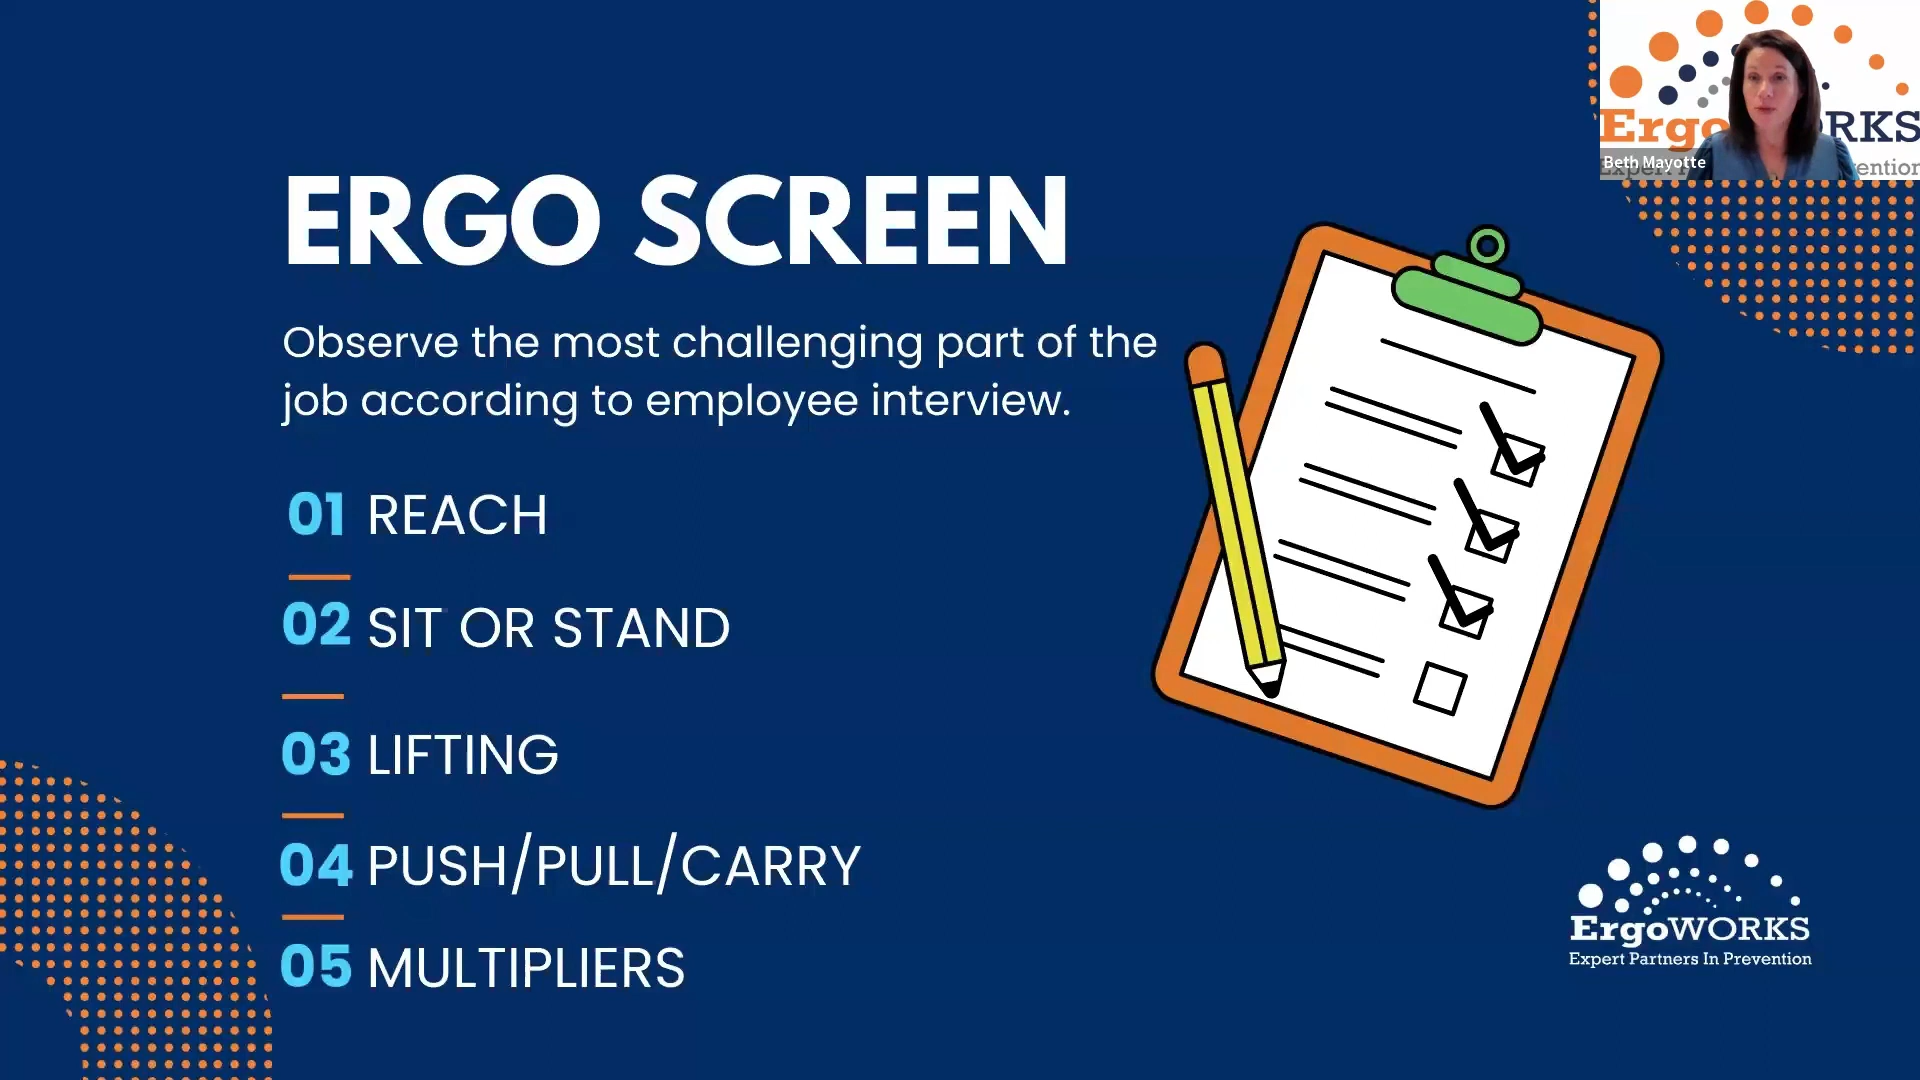 ERGO SCREEN
Observe the most challenging part of the
job according to employee interview.
01 REACH
02 SIT OR STAND
03 LIFTING
04 PUSH/PULL/CARRY
05 MULTIPLIERS
Beth Mayotte
ErgoWORKS
Expert Partners In Prevention